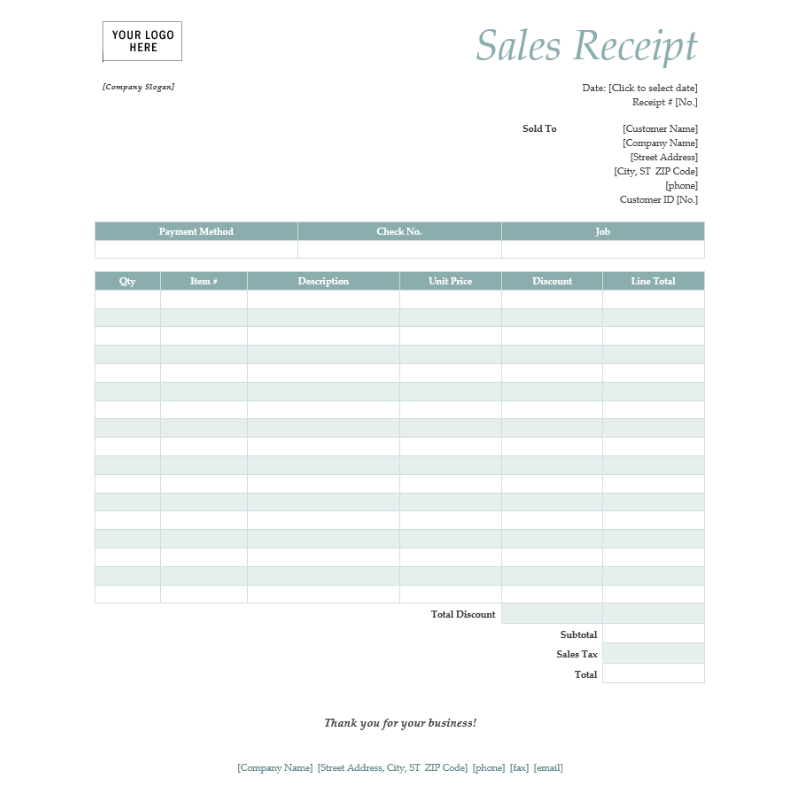 YOUR LOGO
HERE
Sales Receipt
[Company Slogan]
Date: [Click to select date]
Receipt # [No.]
Sold To [Customer Name]
[Company Name]
[Street Address]
[City, ST  ZIP Code]
[phone]
Customer ID [No.]
Payment Method Check No. Job
Qty Item # Description Unit Price Discount Line Total
Total Discount
Subtotal
Sales Tax
Total
Thank you for your business!
[Company Name]  [Street Address, City, ST  ZIP Code]  [phone]  [fax]  [email]